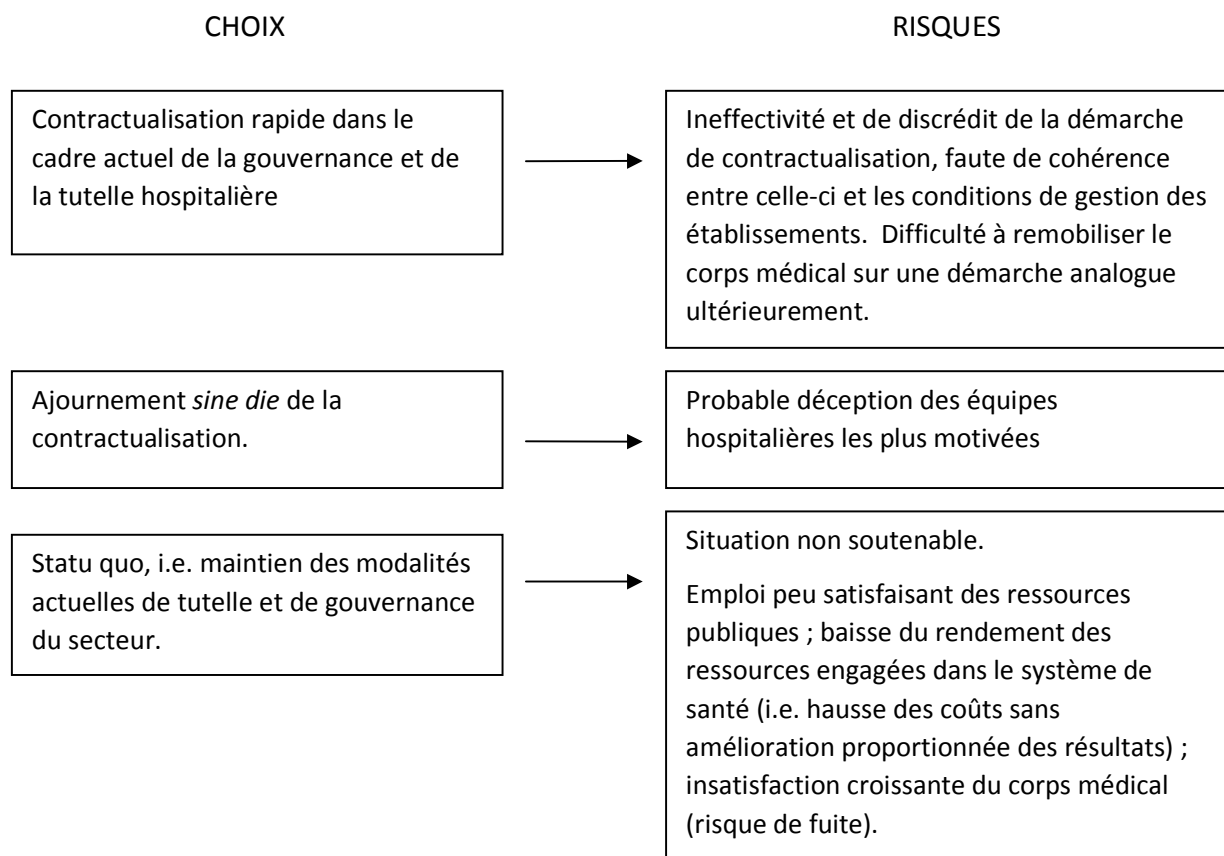 CHOIX
RISQUES
Contractualisation rapide dans le
cadre actuel de la gouvernance et de
la tutelle hospitalière
Ineffectivité et de discrédit de la démarche
de contractualisation, faute de cohérence
entre celle-ci et les conditions de gestion des
établissements.  Difficulté à remobiliser le
corps médical sur une démarche analogue
ultérieurement.
Ajournement sine die de la
contractualisation.
Probable déception des équipes
hospitalières les plus motivées
Statu quo, i.e. maintien des modalités
actuelles de tutelle et de gouvernance
du secteur.
Situation non soutenable.
Emploi peu satisfaisant des ressources
publiques ; baisse du rendement des
ressources engagées dans le système de
santé (i.e. hausse des coûts sans
amélioration proportionnée des résultats) ;
insatisfaction croissante du corps médical
(risque de fuite).